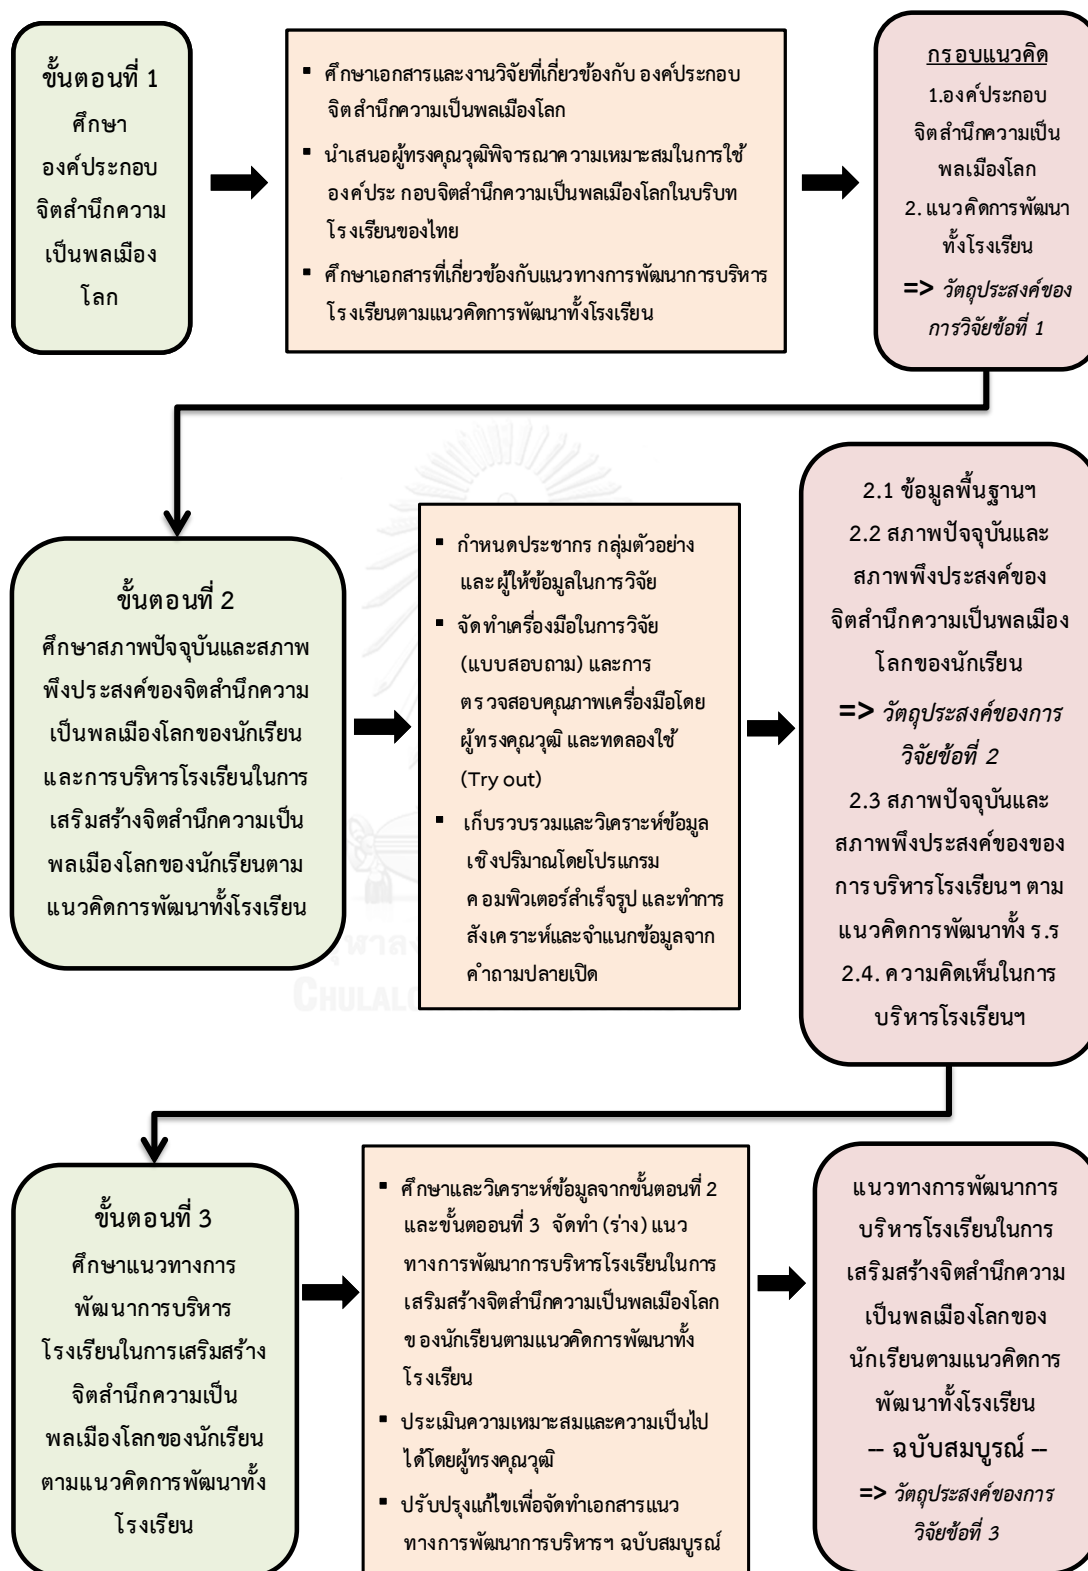 ขั้นตอนที่ 1
ศึกษา
องค์ประกอบ
จิตสำนึกความ
เป็นพลเมือง
โลก
▪ ศึกษาเอกสารและงานวิจัยที่เกี่ยวข้องกับ องค์ประกอบ
จิตสำนึกความเป็นพลเมืองโลก
▪ นำเสนอผู้ทรงคุณวุฒิพิจารณาความเหมาะสมในการใช้
องค์ประ กอบจิตสำนึกความเป็นพลเมืองโลกในบริบท
โรงเรียนของไทย
▪ ศึกษาเอกสารที่เกี่ยวข้องกับแนวทางการพัฒนาการบริหาร
โรงเรียนตามแนวคิดการพัฒนาทั้งโรงเรียน
กรอบแนวคิด
1.องค์ประกอบ
จิตสำนึกความเป็น
พลเมืองโลก
2. แนวคิดการพัฒนา
ทั้งโรงเรียน
=> วัตถุประสงค์ของ
การวิจัยข้อที่ 1
ขั้นตอนที่ 2
ศึกษาสภาพปัจจุบันและสภาพ
พึงประสงค์ของจิตสำนึกความ
เป็นพลเมืองโลกของนักเรียน
และการบริหารโรงเรียนในการ
เสริมสร้างจิตสำนึกความเป็น
พลเมืองโลกของนักเรียนตาม
แนวคิดการพัฒนาทั้งโรงเรียน
▪ กำหนดประชากร กลุ่มตัวอย่าง
และ ผู้ให้ข้อมูลในการวิจัย
▪ จัดทำเครื่องมือในการวิจัย
(แบบสอบถาม) และการ
ตรวจสอบคุณภาพเครื่องมือโดย
ผู้ทรงคุณวุฒิ และทดลองใช้
(Try out)
▪ เก็บรวบรวมและวิเคราะห์ข้อมูล
เชิงปริมาณโดยโปรแกรม
คอมพิวเตอร์สำเร็จรูป และทำการ
สังเคราะห์และจำแนกข้อมูลจาก
คำถามปลายเปิด
CHULAL
2.1 ข้อมูลพื้นฐานฯ
2.2 สภาพปัจจุบันและ
สภาพพึงประสงค์ของ
จิตสำนึกความเป็นพลเมือง
โลกของนักเรียน
=> วัตถุประสงค์ของการ
วิจัยข้อที่ 2
2.3 สภาพปัจจุบันและ
สภาพพึงประสงค์ของของ
การบริหารโรงเรียนฯ ตาม
แนวคิดการพัฒนาทั้ง ร.ร
2.4. ความคิดเห็นในการ
บริหารโรงเรียนฯ
ขั้นตอนที่ 3
ศึกษาแนวทางการ
พัฒนาการบริหาร
โรงเรียนในการเสริมสร้าง
จิตสำนึกความเป็น
พลเมืองโลกของนักเรียน
ตามแนวคิดการพัฒนาทั้ง
โรงเรียน
▪ ศึกษาและวิเคราะห์ข้อมูลจากขั้นตอนที่ 2
และขั้นตออนที่ 3 จัดทำ (ร่าง) แนว
ทางการพัฒนาการบริหารโรงเรียนในการ
เสริมสร้างจิตสำนึกความเป็นพลเมืองโลก
ของนักเรียนตามแนวคิดการพัฒนาทั้ง
โรงเรียน
▪ ประเมินความเหมาะสมและความเป็นไป
ได้โดยผู้ทรงคุณวุฒิ
▪ ปรับปรุงแก้ไขเพื่อจัดทำเอกสารแนว
ทางการพัฒนาการบริหารฯ ฉบับสมบูรณ์
แนวทางการพัฒนาการ
บริหารโรงเรียนในการ
เสริมสร้างจิตสำนึกความ
เป็นพลเมืองโลกของ
นักเรียนตามแนวคิดการ
พัฒนาทั้งโรงเรียน
-- ฉบับสมบูรณ์ --
=> วัตถุประสงค์ของการ
วิจัยข้อที่ 3